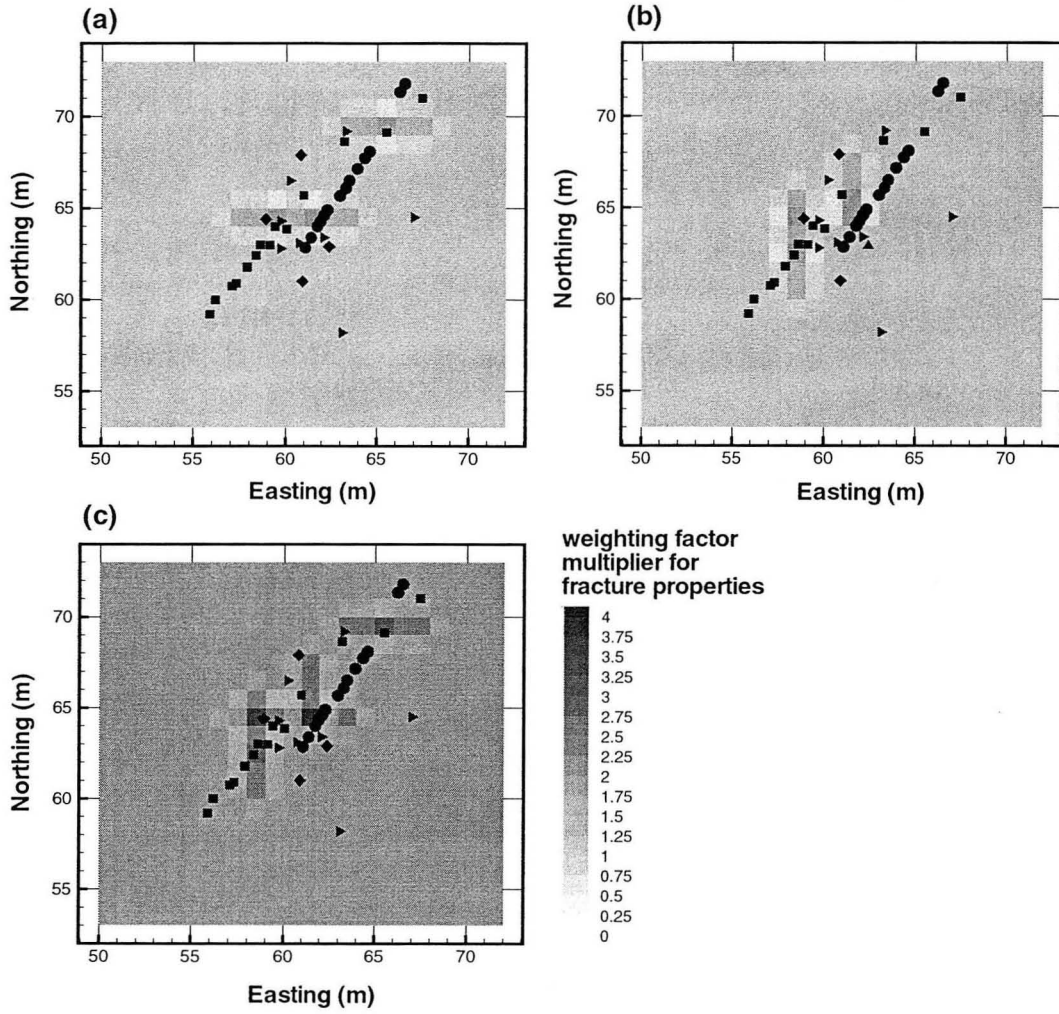 (a)
Northing (m)
70
65
60
55
50 55 60 65 70
Easting (m)
(b)
Northing (m)
70
65
60
55
50 55 60 65 70
Easting (m)
(c)
Northing (m)
70
65
60
55
50 55 60 65 70
Easting (m)
weighting factor
multiplier for
fracture properties
4
3.75
3.5
3.25
3
2.75
2.5
2.25
2
1.75
1.5
1.25
1
0.75
0.5
0.25
0